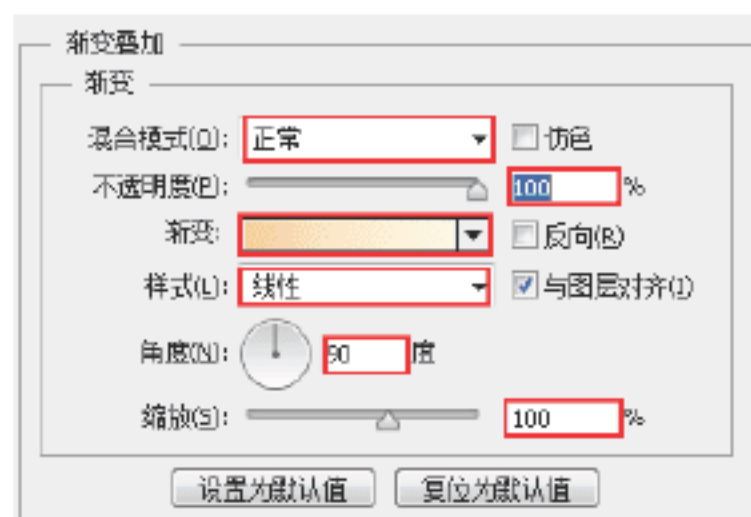 渐变叠加
渐变
混合模式(O): 正常 仿色
不透明度(P): 100 %
渐变: 反向(R)
样式(L): 线性 与图层对齐(I)
角度(N): 90 度
缩放(S): 100 %
设置为默认值 复位为默认值